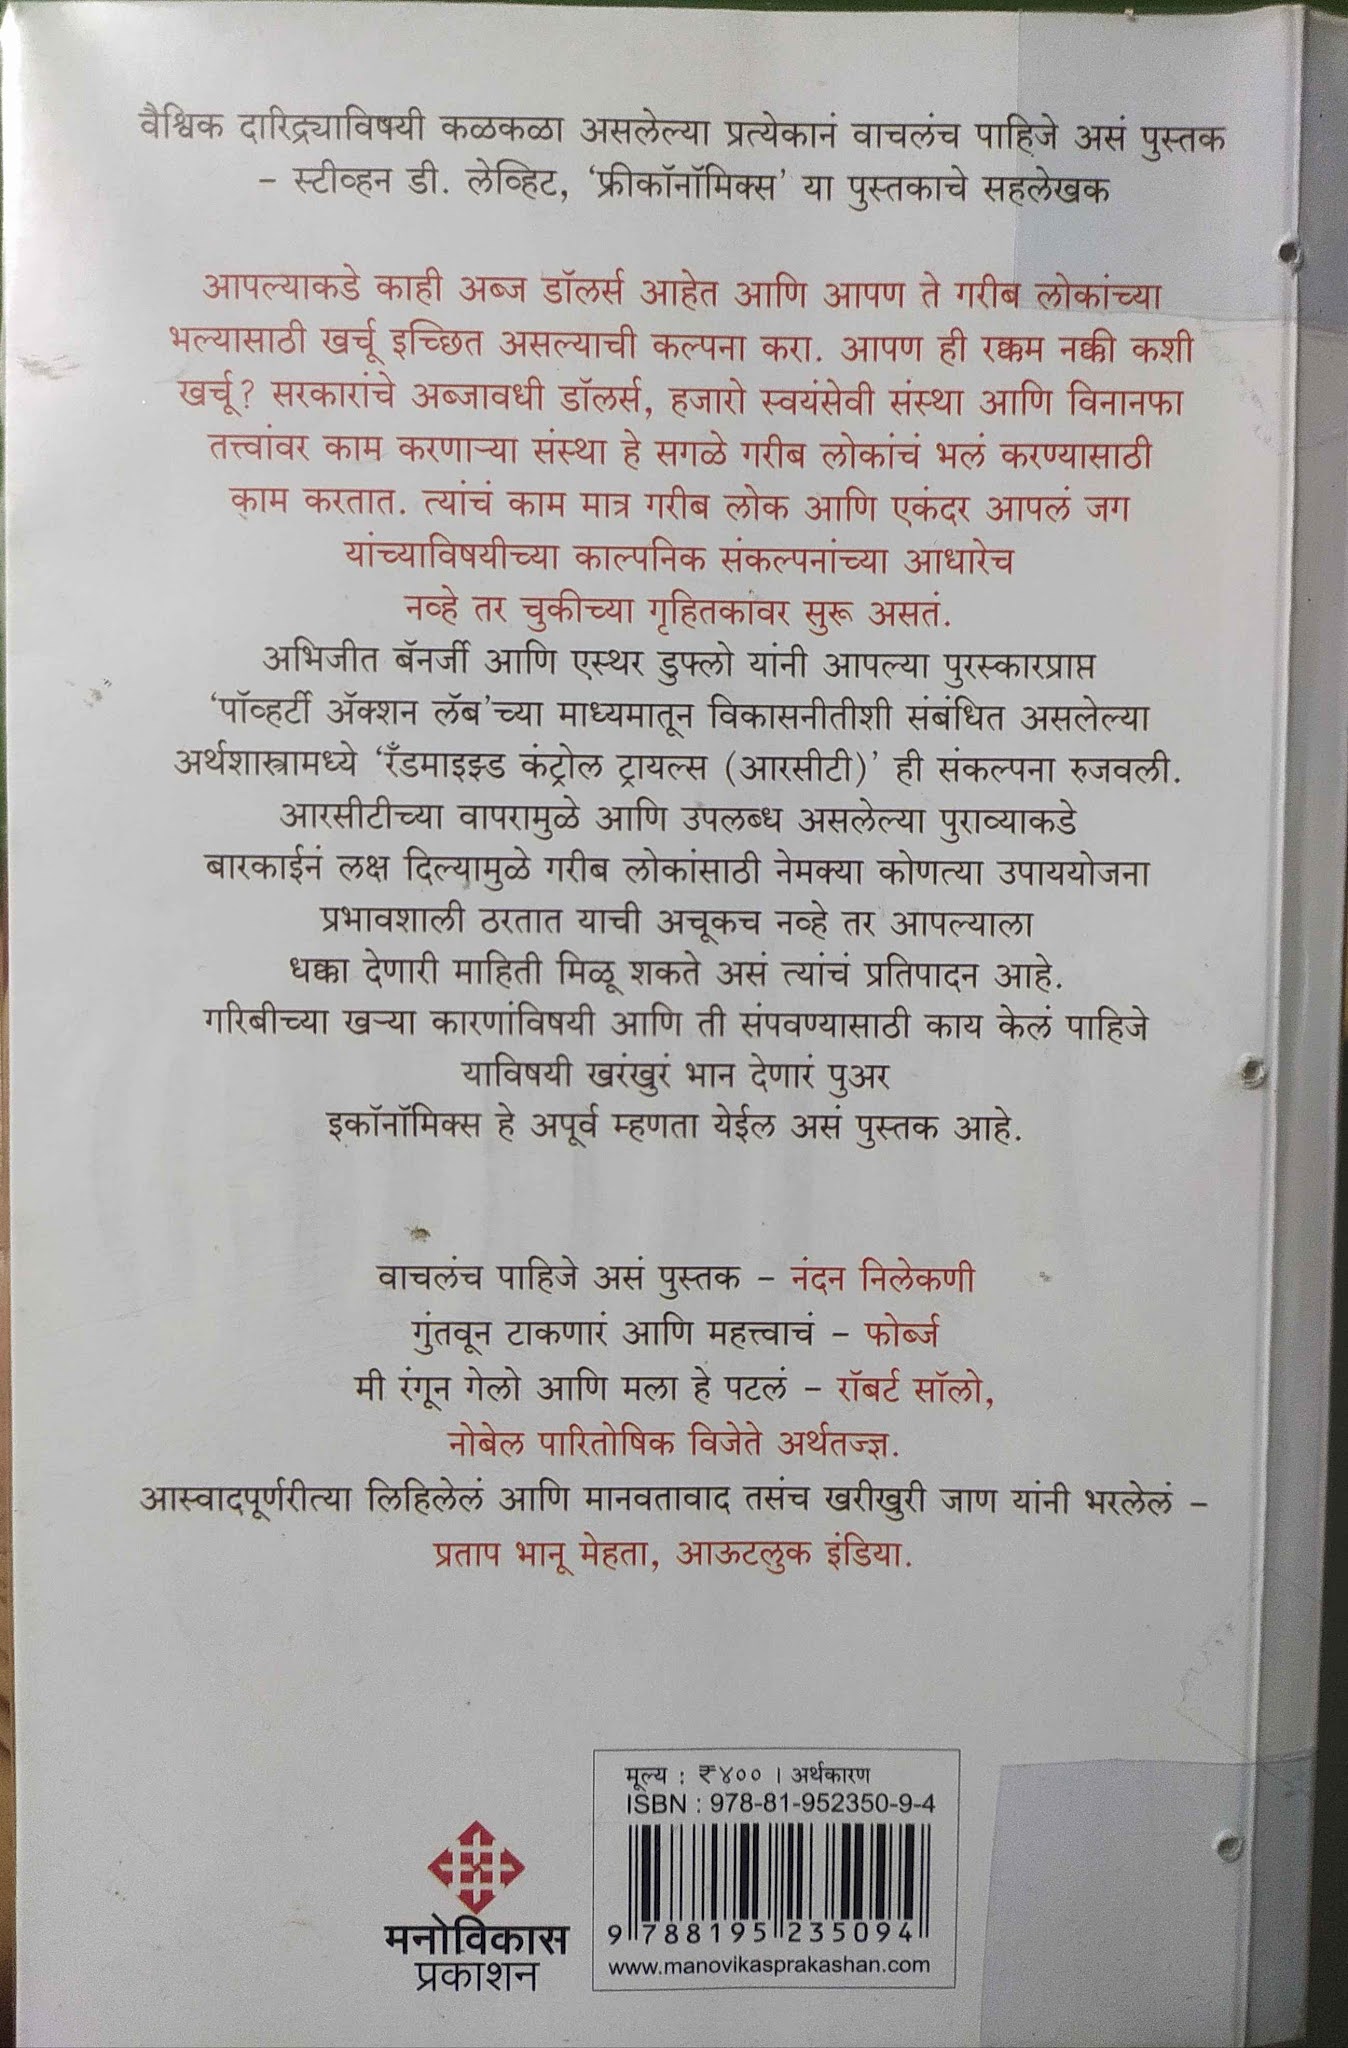 वैश्विक दारिद्र्याविषयी कळकळा असलेल्या प्रत्येकानं वाचलंच पाहिजे असं पुस्तक
– स्टीव्हन डी. लेव्हिट, ‘फ्रीकॉनॉमिक्स’ या पुस्तकाचे सहलेखक
आपल्याकडे काही अब्ज डॉलर्स आहेत आणि आपण ते गरीब लोकांच्या
भल्यासाठी खर्चू इच्छित असल्याची कल्पना करा. आपण ही रक्कम नक्की कशी
खर्चू? सरकारांचे अब्जावधी डॉलर्स, हजारो स्वयंसेवी संस्था आणि विनानफा
तत्त्वांवर काम करणाऱ्या संस्था हे सगळे गरीब लोकांचं भलं करण्यासाठी
काम करतात. त्यांचं काम मात्र गरीब लोक आणि एकंदर आपलं जग
यांच्याविषयीच्या काल्पनिक संकल्पनांच्या आधारेच
नव्हे तर चुकीच्या गृहितकांवर सुरू असतं.
अभिजीत बॅनर्जी आणि एस्थर डुफ्लो यांनी आपल्या पुरस्कारप्राप्त
‘पॉव्हर्टी ॲक्शन लॅब’च्या माध्यमातून विकासनीतीशी संबंधित असलेल्या
अर्थशास्त्रामध्ये ‘रँडमाइझ्ड कंट्रोल ट्रायल्स (आरसीटी)’ ही संकल्पना रुजवली.
आरसीटीच्या वापरामुळे आणि उपलब्ध असलेल्या पुराव्याकडे
बारकाईनं लक्ष दिल्यामुळे गरीब लोकांसाठी नेमक्या कोणत्या उपाययोजना
प्रभावशाली ठरतात याची अचूकच नव्हे तर आपल्याला
धक्का देणारी माहिती मिळू शकते असं त्यांचं प्रतिपादन आहे.
गरिबीच्या खऱ्या कारणांविषयी आणि ती संपवण्यासाठी काय केलं पाहिजे
याविषयी खरंखुरं भान देणारं पुअर
इकॉनॉमिक्स हे अपूर्व म्हणता येईल असं पुस्तक आहे.
वाचलंच पाहिजे असं पुस्तक – नंदन निलेकणी
गुंतवून टाकणारं आणि महत्त्वाचं – फोर्ब्ज
मी रंगून गेलो आणि मला हे पटलं – रॉबर्ट सॉलो,
नोबेल पारितोषिक विजेते अर्थतज्ज्ञ.
आस्वादपूर्णरीत्या लिहिलेलं आणि मानवतावाद तसंच खरीखुरी जाण यांनी भरलेलं –
प्रताप भानू मेहता, आऊटलुक इंडिया.
मूल्य : ₹४०० । अर्थकारण
ISBN : 978-81-952350-9-4
9 788195 235094
www.manovikasprakashan.com
मनोविकास
प्रकाशन